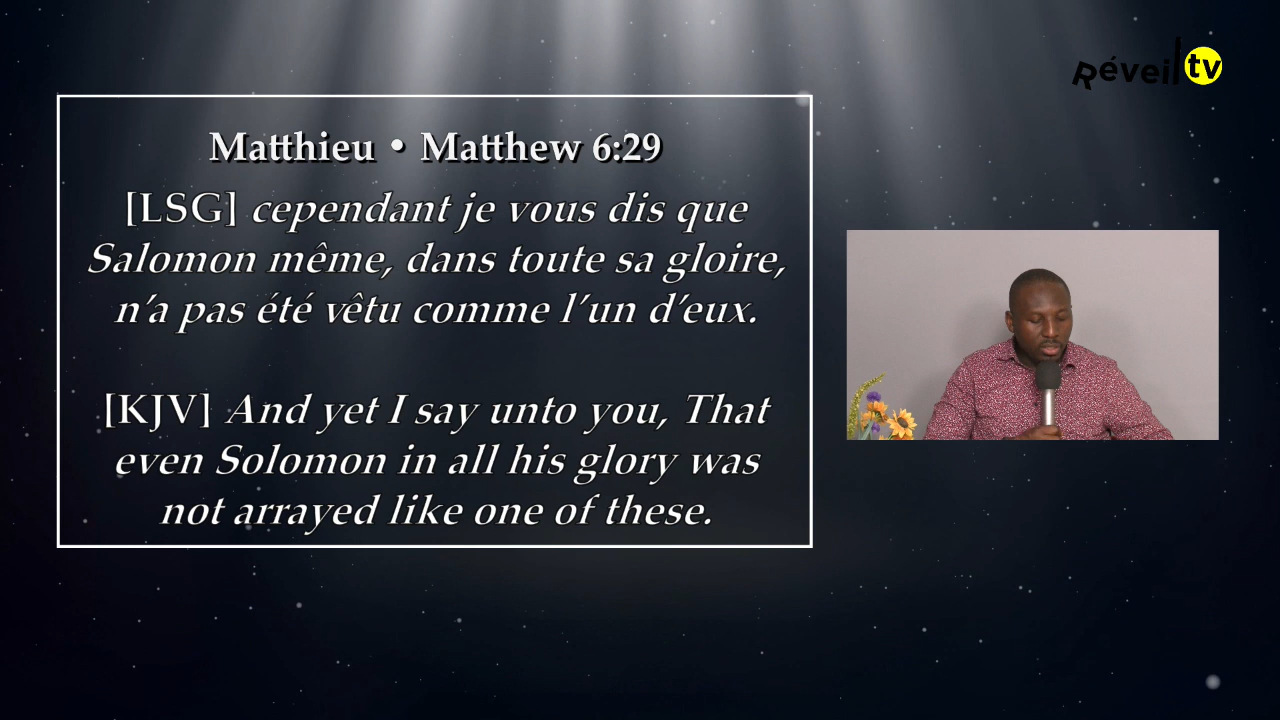 Réveil tv
Matthieu • Matthew 6:29
[LSG] cependant je vous dis que
Salomon même, dans toute sa gloire,
n’a pas été vêtu comme l’un d’eux.
[KJV] And yet I say unto you, That
even Solomon in all his glory was
not arrayed like one of these.